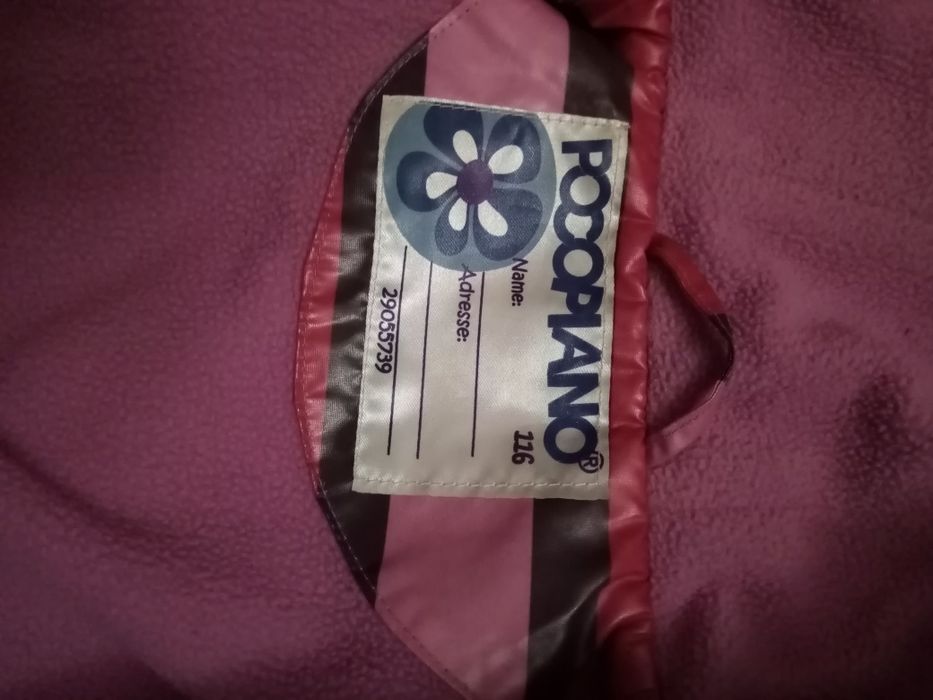 POCOPIANO®
116
Name:
Adresse:
29055739